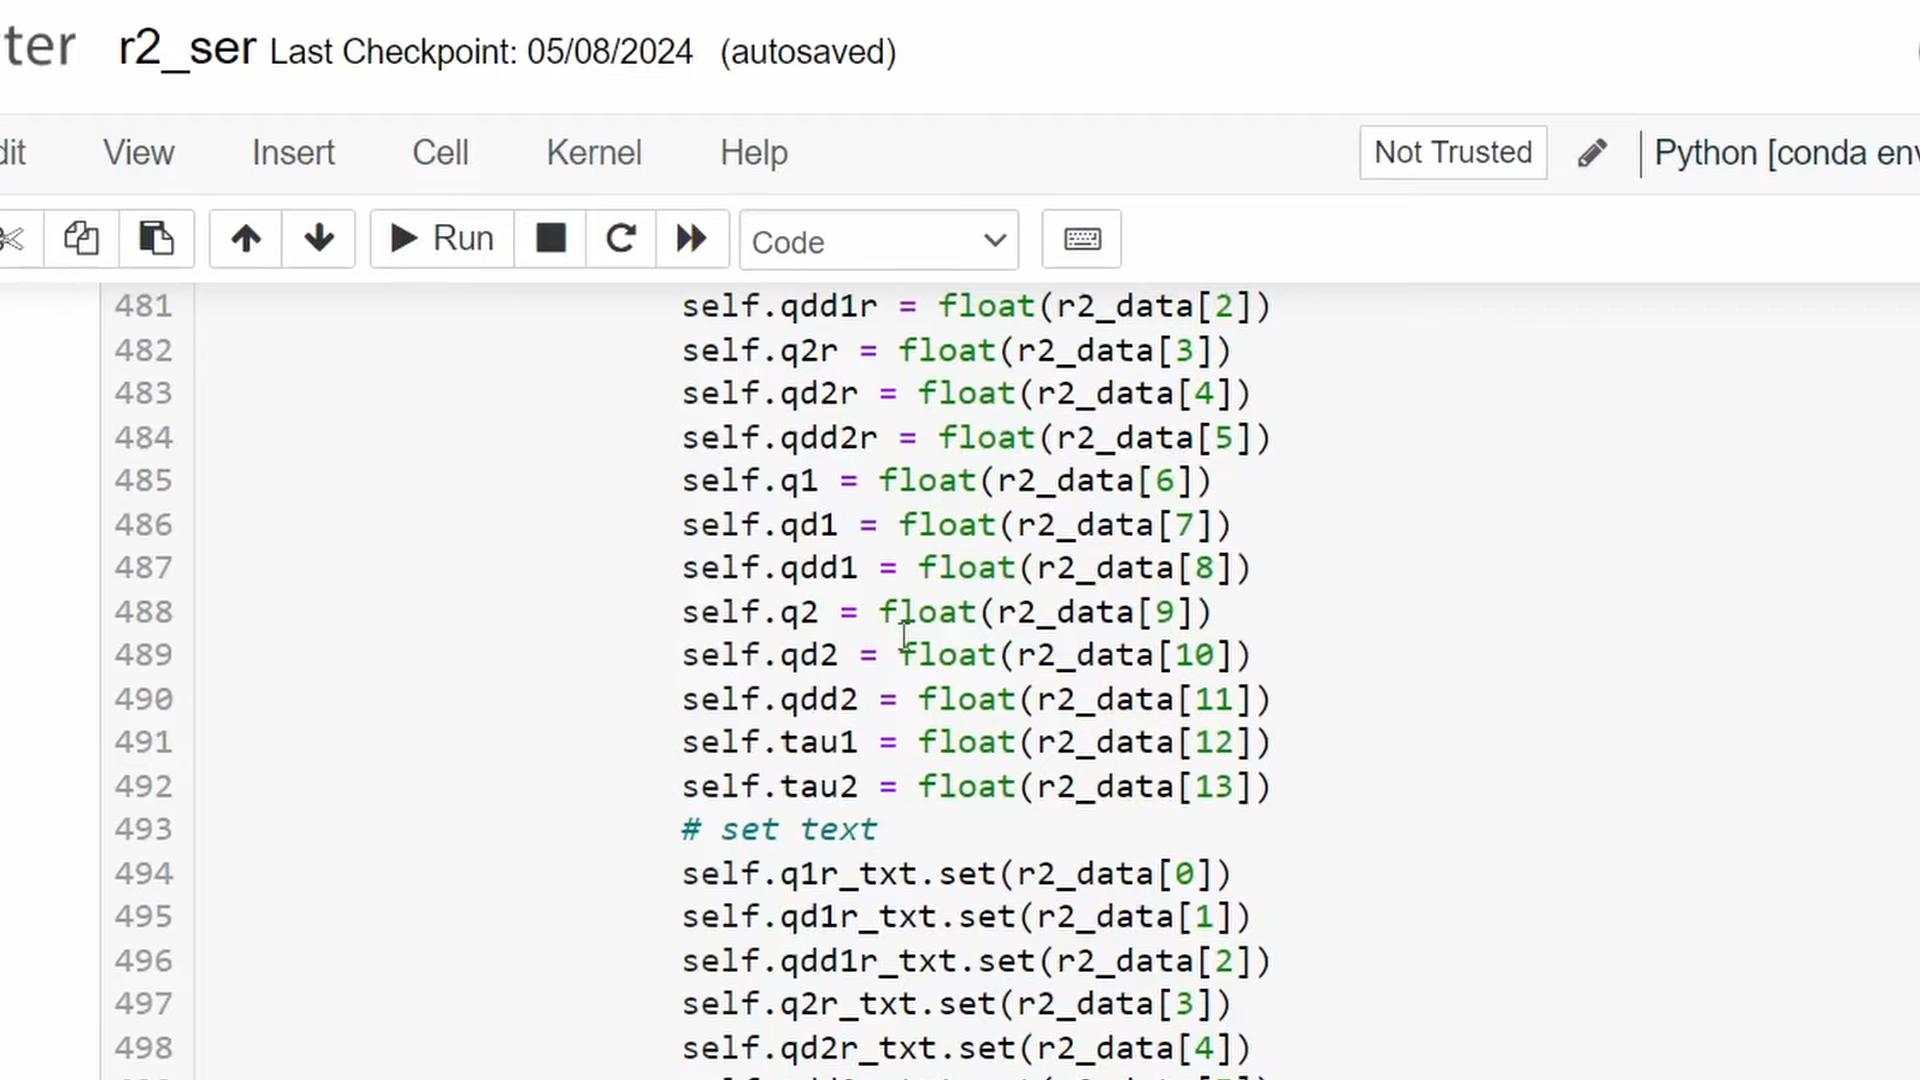 ter r2_ser Last Checkpoint: 05/08/2024 (autosaved)
dit View Insert Cell Kernel Help Not Trusted Python [conda env
Run Code
481 self.qdd1r = float(r2_data[2])
482 self.q2r = float(r2_data[3])
483 self.qd2r = float(r2_data[4])
484 self.qdd2r = float(r2_data[5])
485 self.q1 = float(r2_data[6])
486 self.qd1 = float(r2_data[7])
487 self.qdd1 = float(r2_data[8])
488 self.q2 = float(r2_data[9])
489 self.qd2 = float(r2_data[10])
490 self.qdd2 = float(r2_data[11])
491 self.tau1 = float(r2_data[12])
492 self.tau2 = float(r2_data[13])
493 # set text
494 self.q1r_txt.set(r2_data[0])
495 self.qd1r_txt.set(r2_data[1])
496 self.qdd1r_txt.set(r2_data[2])
497 self.q2r_txt.set(r2_data[3])
498 self.qd2r_txt.set(r2_data[4])